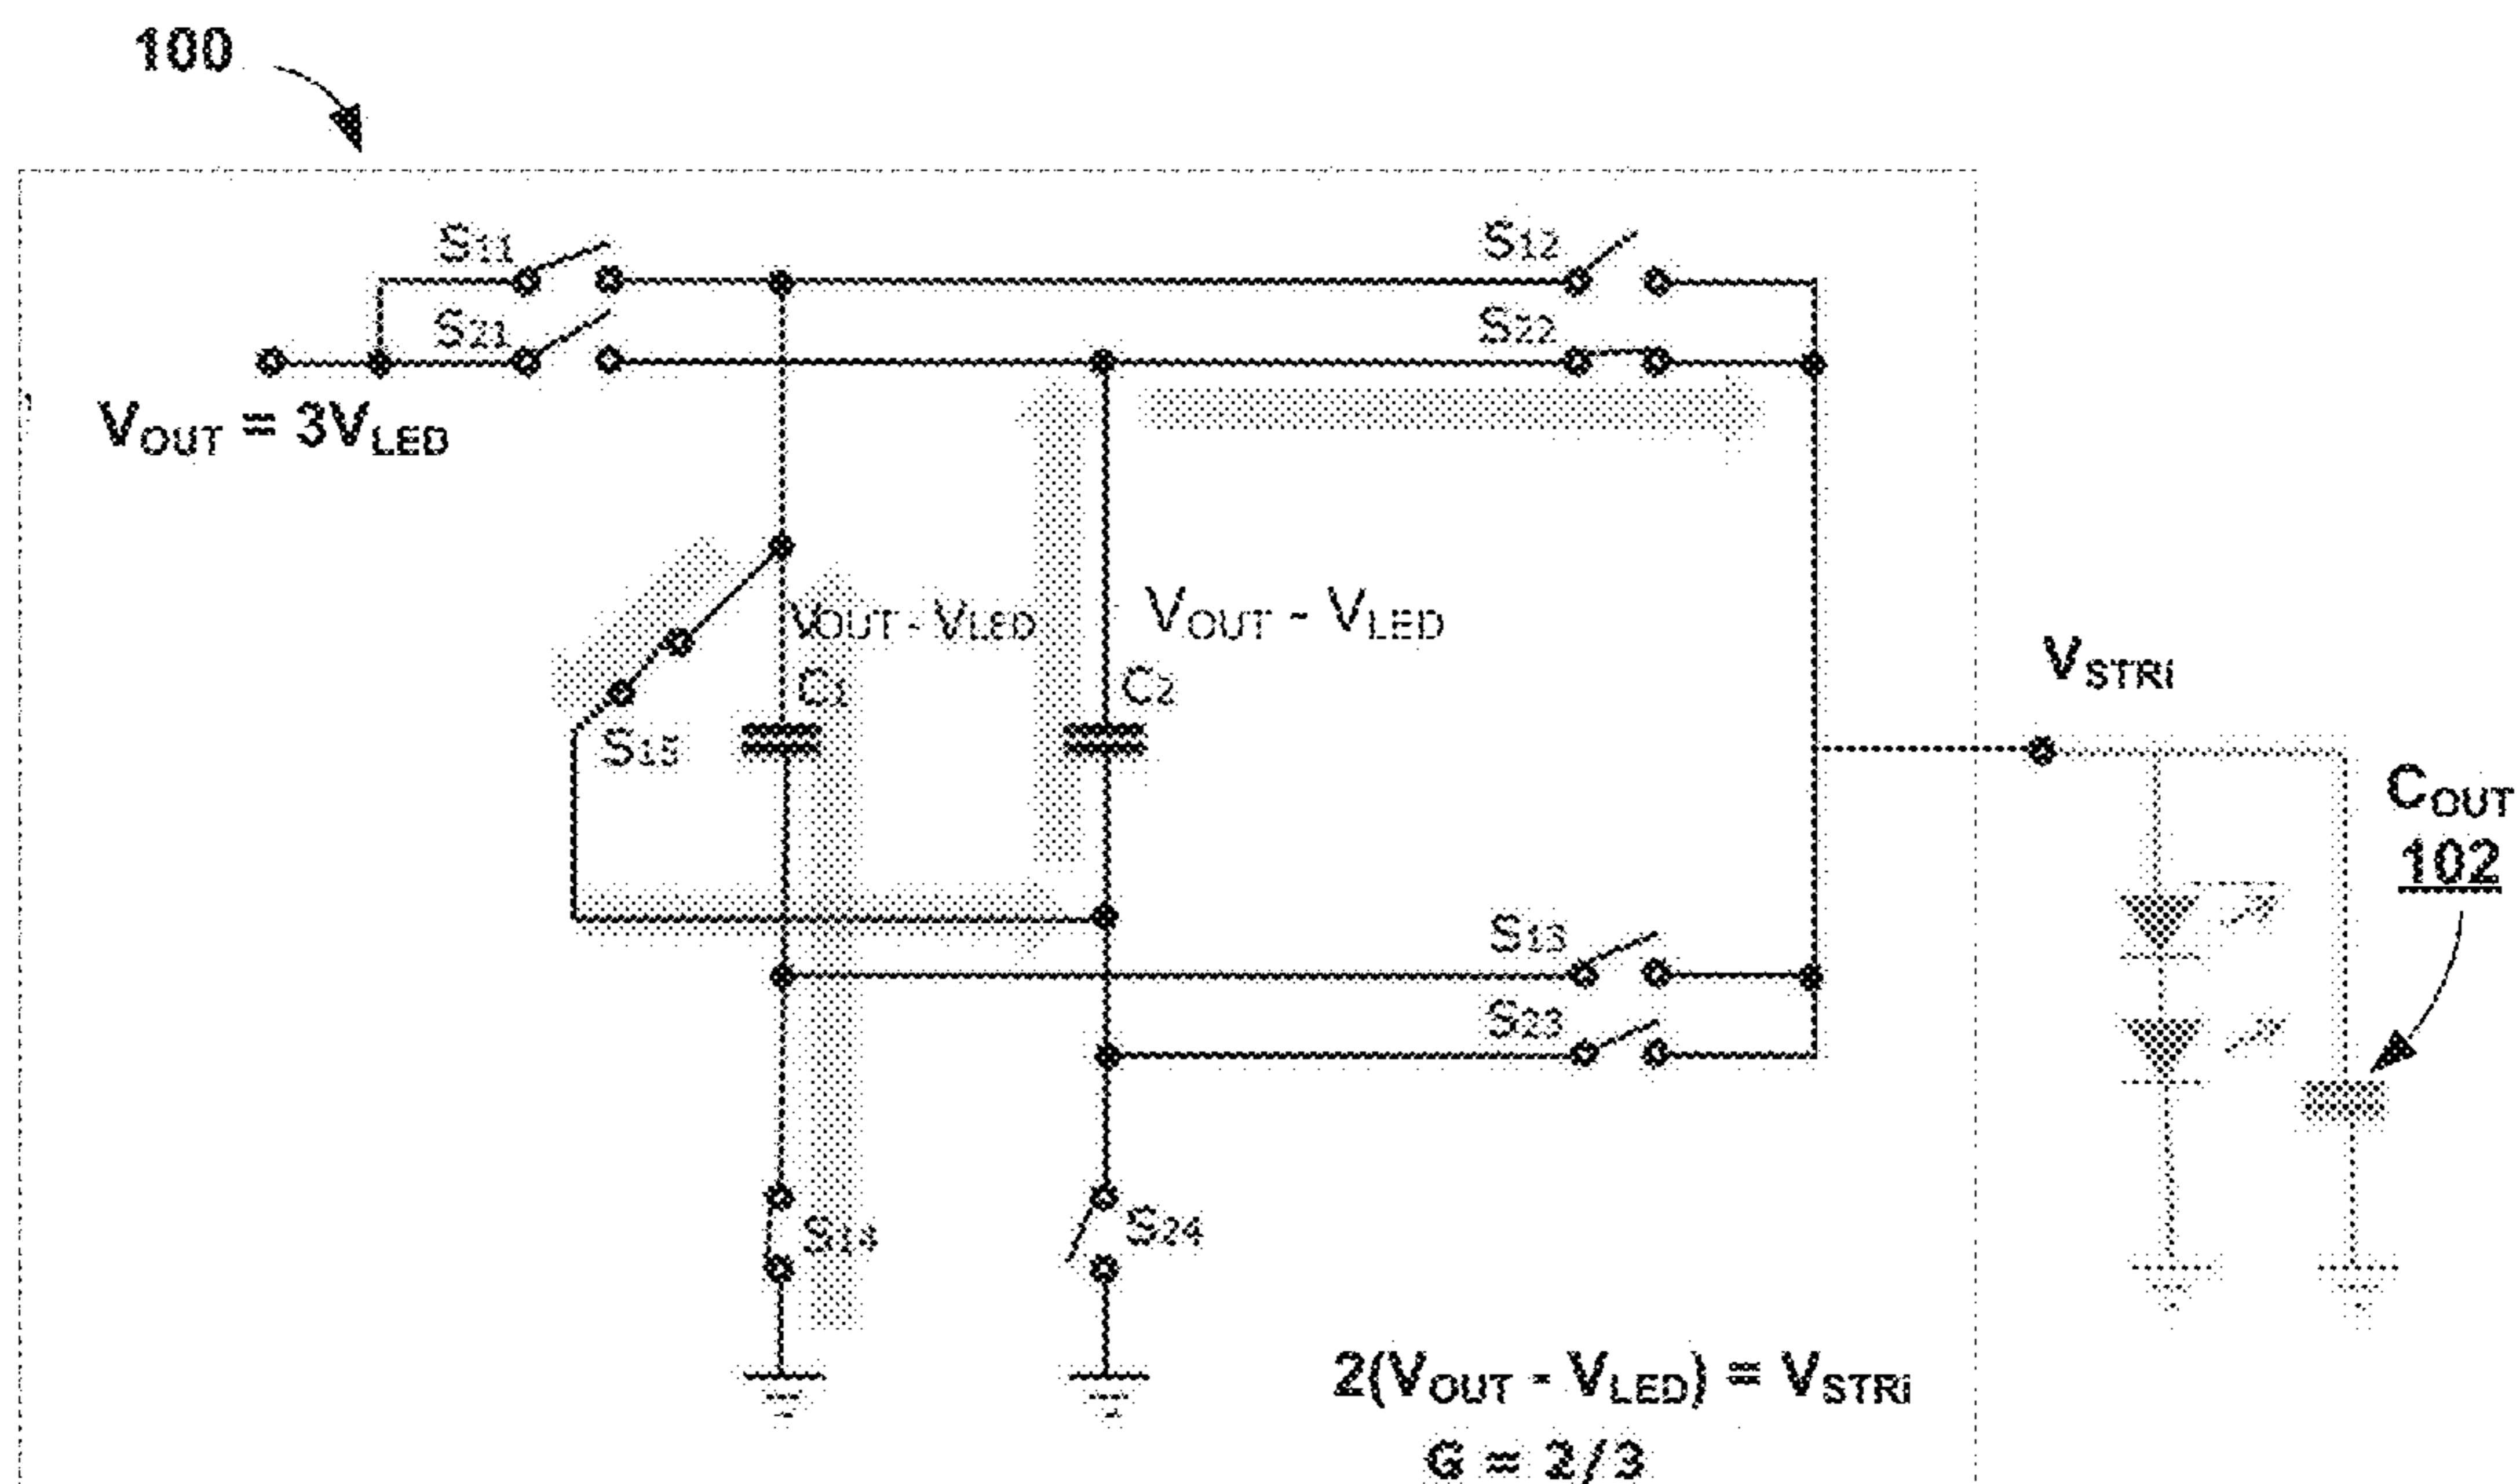 100
S11
S12
S21
S22
VOUT = 3VLED
VOUT - VLED
VOUT - VLED
C1
C2
S15
VSTRi
COUT
102
S13
S23
S14
S24
2(VOUT - VLED) = VSTRi
G = 2/3